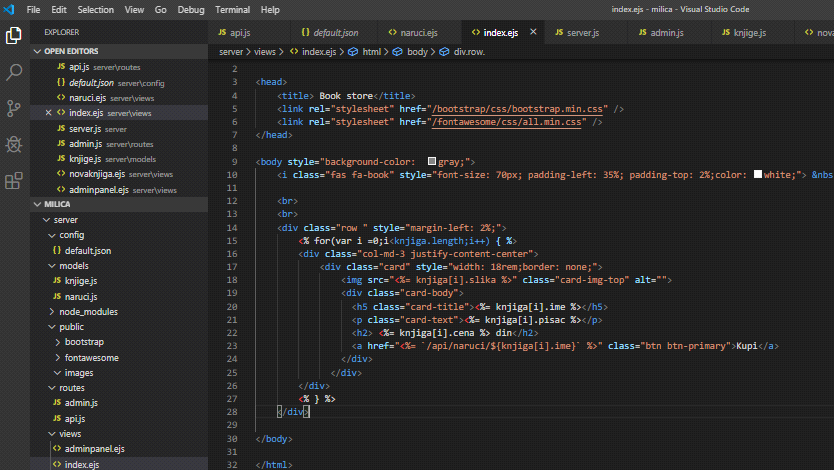 File Edit Selection View Go Debug Terminal Help
index.ejs - milica - Visual Studio Code
EXPLORER
JS api.js
{} default.json
<> naruci.ejs
<> index.ejs ×
JS server.js
JS admin.js
JS knjige.js
<> nova
server > views > <> index.ejs > html > body > div.row.
OPEN EDITORS
JS api.js server\routes
{} default.json server\config
<> naruci.ejs server\views
× <> index.ejs server\views
JS server.js server
JS admin.js server\routes
JS knjige.js server\models
<> novaknjiga.ejs server\views
<> adminpanel.ejs server\views
MILICA
server
config
{} default.json
models
JS knjige.js
JS naruci.js
node_modules
public
bootstrap
fontawesome
images
routes
JS admin.js
JS api.js
views
<> adminpanel.ejs
<> index.ejs
2
3 <head>
4 <title> Book store</title>
5 <link rel="stylesheet" href="/bootstrap/css/bootstrap.min.css" />
6 <link rel="stylesheet" href="/fontawesome/css/all.min.css" />
7 </head>
8
9 <body style="background-color: gray;">
10 <i class="fas fa-book" style="font-size: 70px; padding-left: 35%; padding-top: 2%;color: white;"> &nbs
11
12 <br>
13 <br>
14 <div class="row " style="margin-left: 2%;">
15 <% for(var i =0;i<knjiga.length;i++) { %>
16 <div class="col-md-3 justify-content-center">
17 <div class="card" style="width: 18rem;border: none;">
18 <img src="<%= knjiga[i].slika %>" class="card-img-top" alt="">
19 <div class="card-body">
20 <h5 class="card-title"><%= knjiga[i].ime %></h5>
21 <p class="card-text"><%= knjiga[i].pisac %></p>
22 <h2> <%= knjiga[i].cena %> din</h2>
23 <a href="<%= `/api/naruci/${knjiga[i].ime}` %>" class="btn btn-primary">Kupi</a>
24 </div>
25 </div>
26 </div>
27 <% } %>
28 </div>
29
30 </body>
31
32 </html>